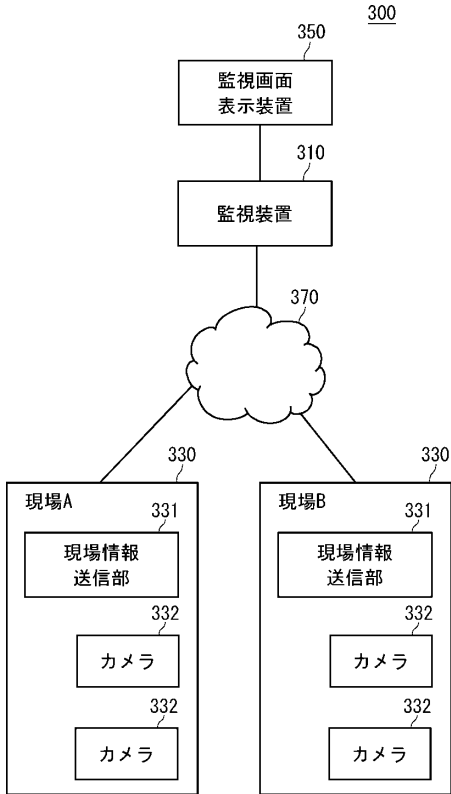 300
350
監視画面
表示装置
310
監視装置
370
330
現場A
331
現場情報
送信部
332
カメラ
332
カメラ
330
現場B
331
現場情報
送信部
332
カメラ
332
カメラ